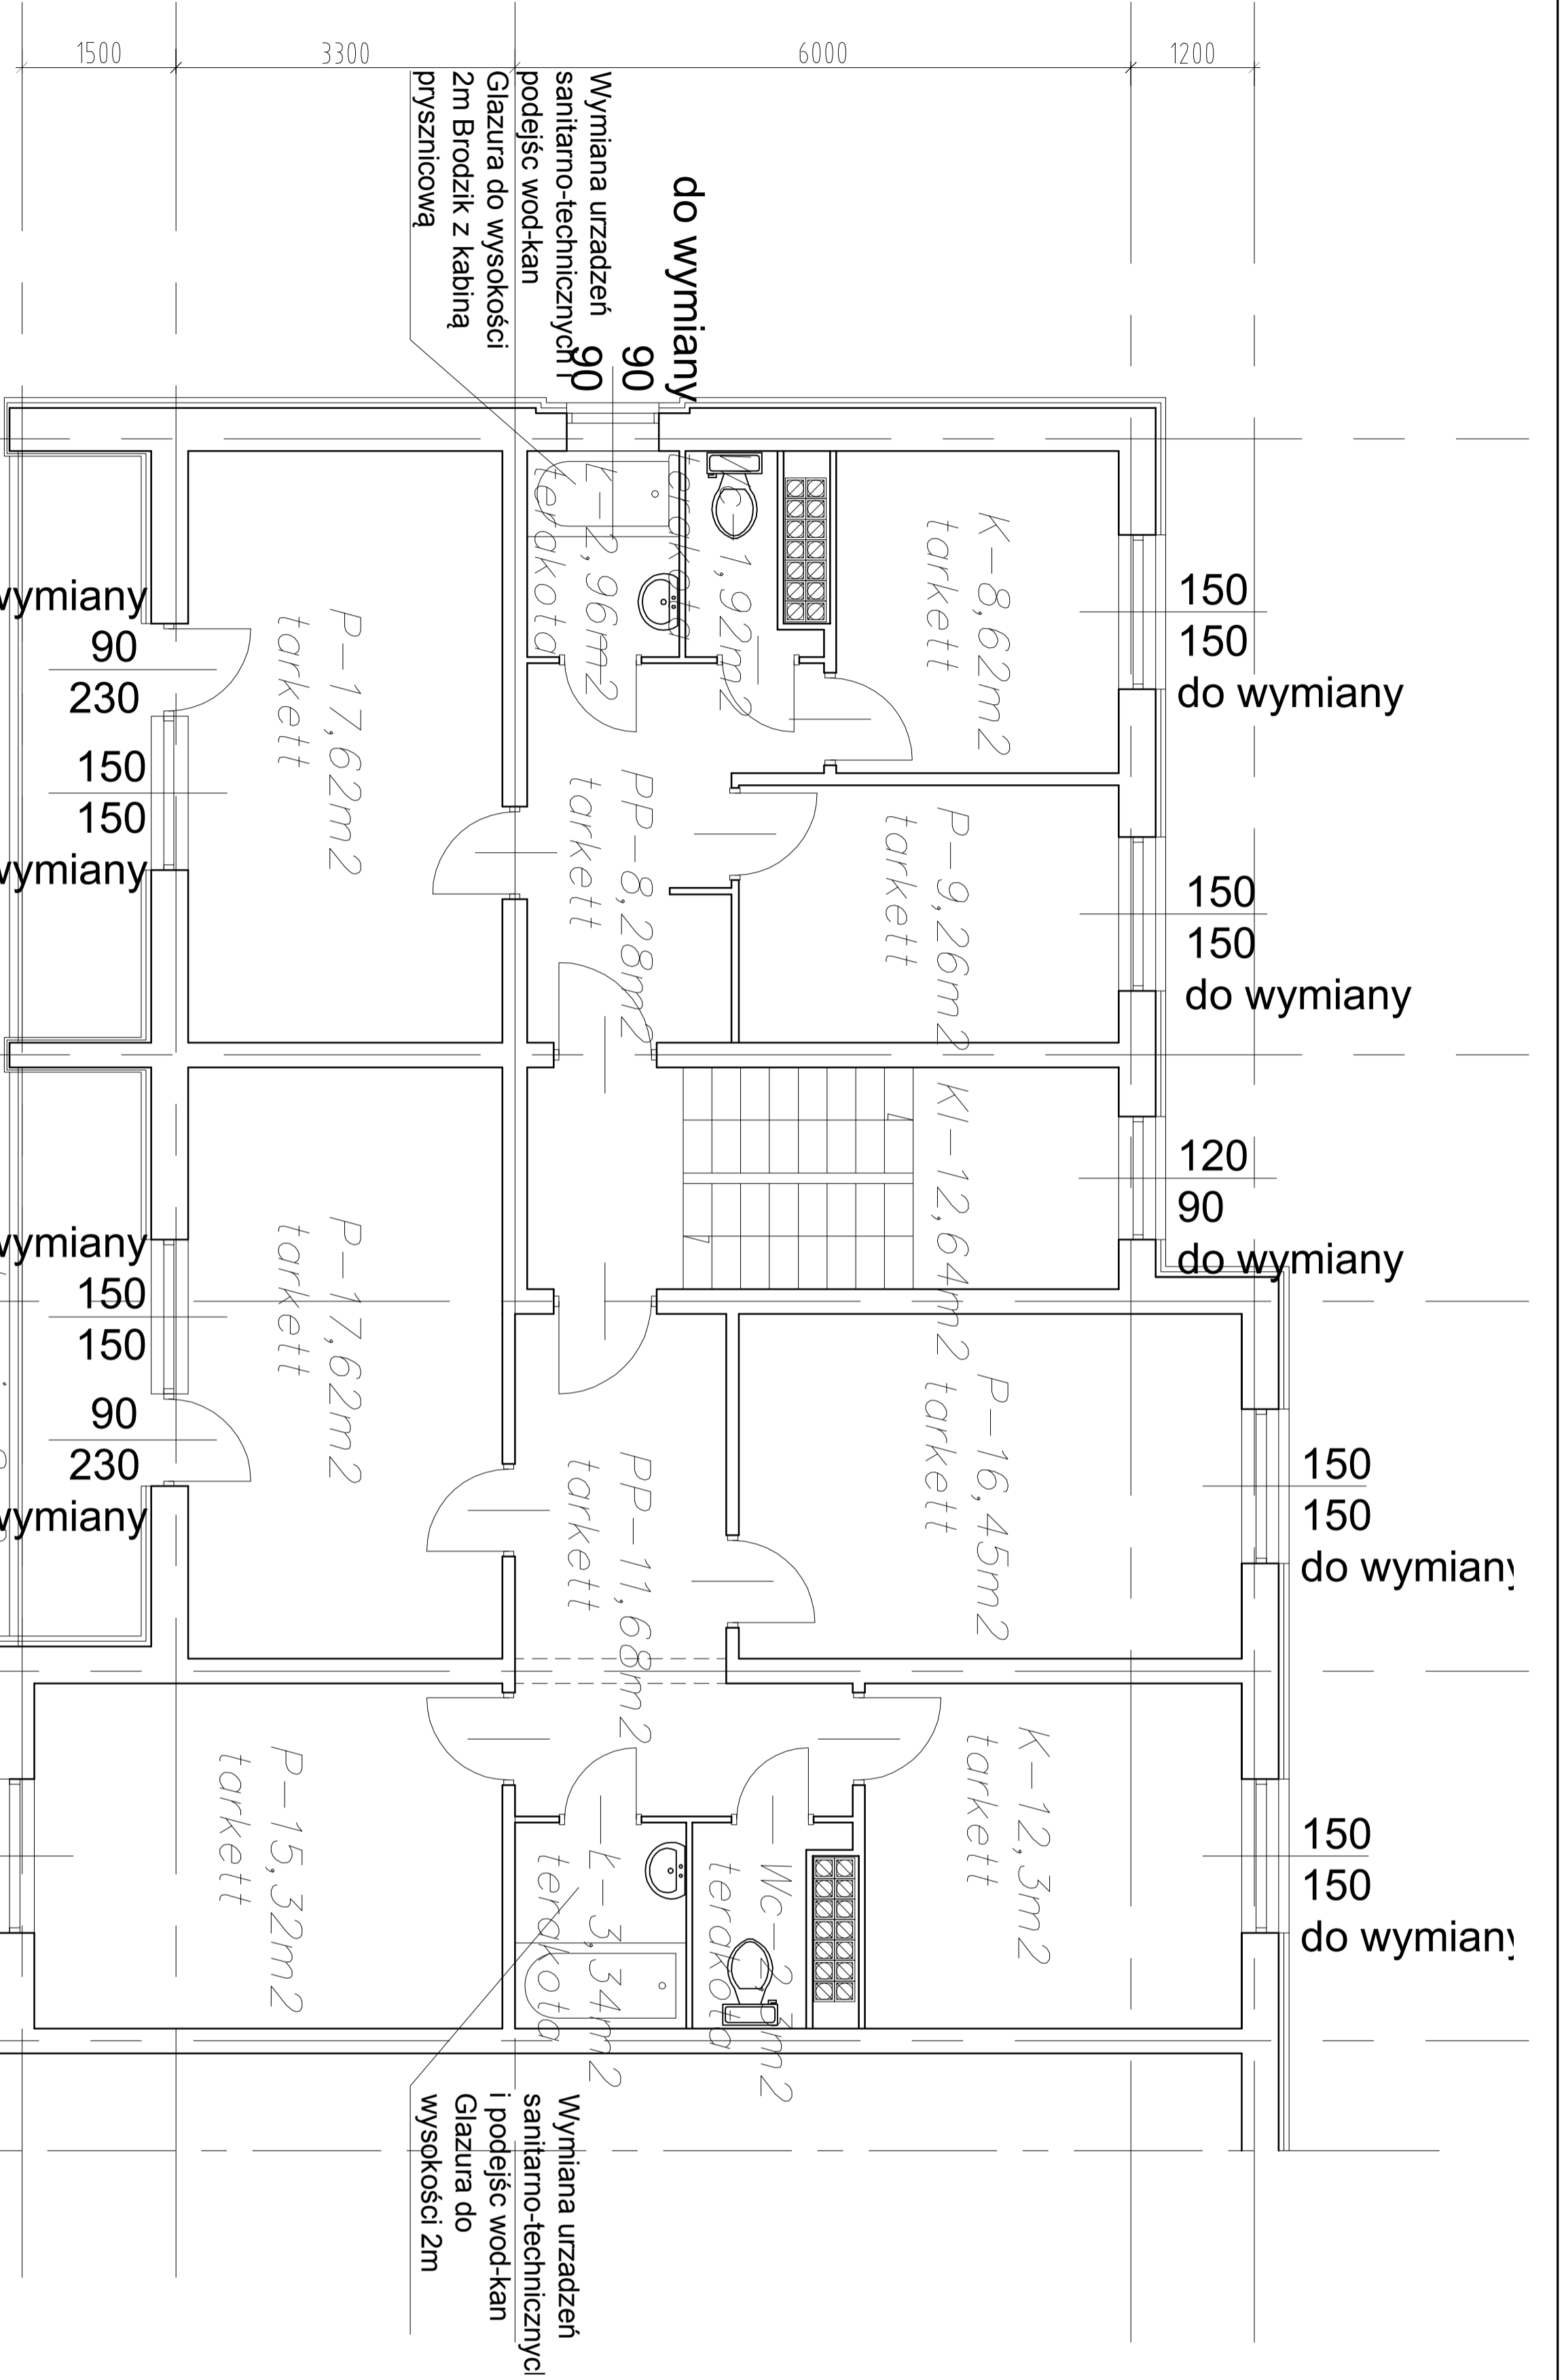 1500
3300
6000
1200
Wymiana urzadzeń
sanitarno-technicznych i
podejśc wod-kan
Glazura do wysokości
2m Brodzik z kabiną
prysznicową
do wymiany
90
90
K-8,62m2
tarkett
Wc-1,92m2
terakota
Ł-2,96m2
terakota
P-17,62m2
tarkett
150
150
do wymiany
wymiany
90
230
150
150
wymiany
PP-8,28m2
tarkett
P-9,26m2
tarkett
150
150
do wymiany
Kl-12,64m2 tarkett
120
90
do wymiany
wymiany
150
150
90
230
wymiany
P-17,62m2
tarkett
PP-11,68m2
tarkett
P-16,45m2
tarkett
150
150
do wymiany
P-15,32m2
tarkett
Ł-3,34m2
terakota
terakota
K-12,3m2
tarkett
150
150
do wymiany
Wymiana urzadzeń
sanitarno-technicznych
i podejśc wod-kan
Glazura do
wysokości 2m